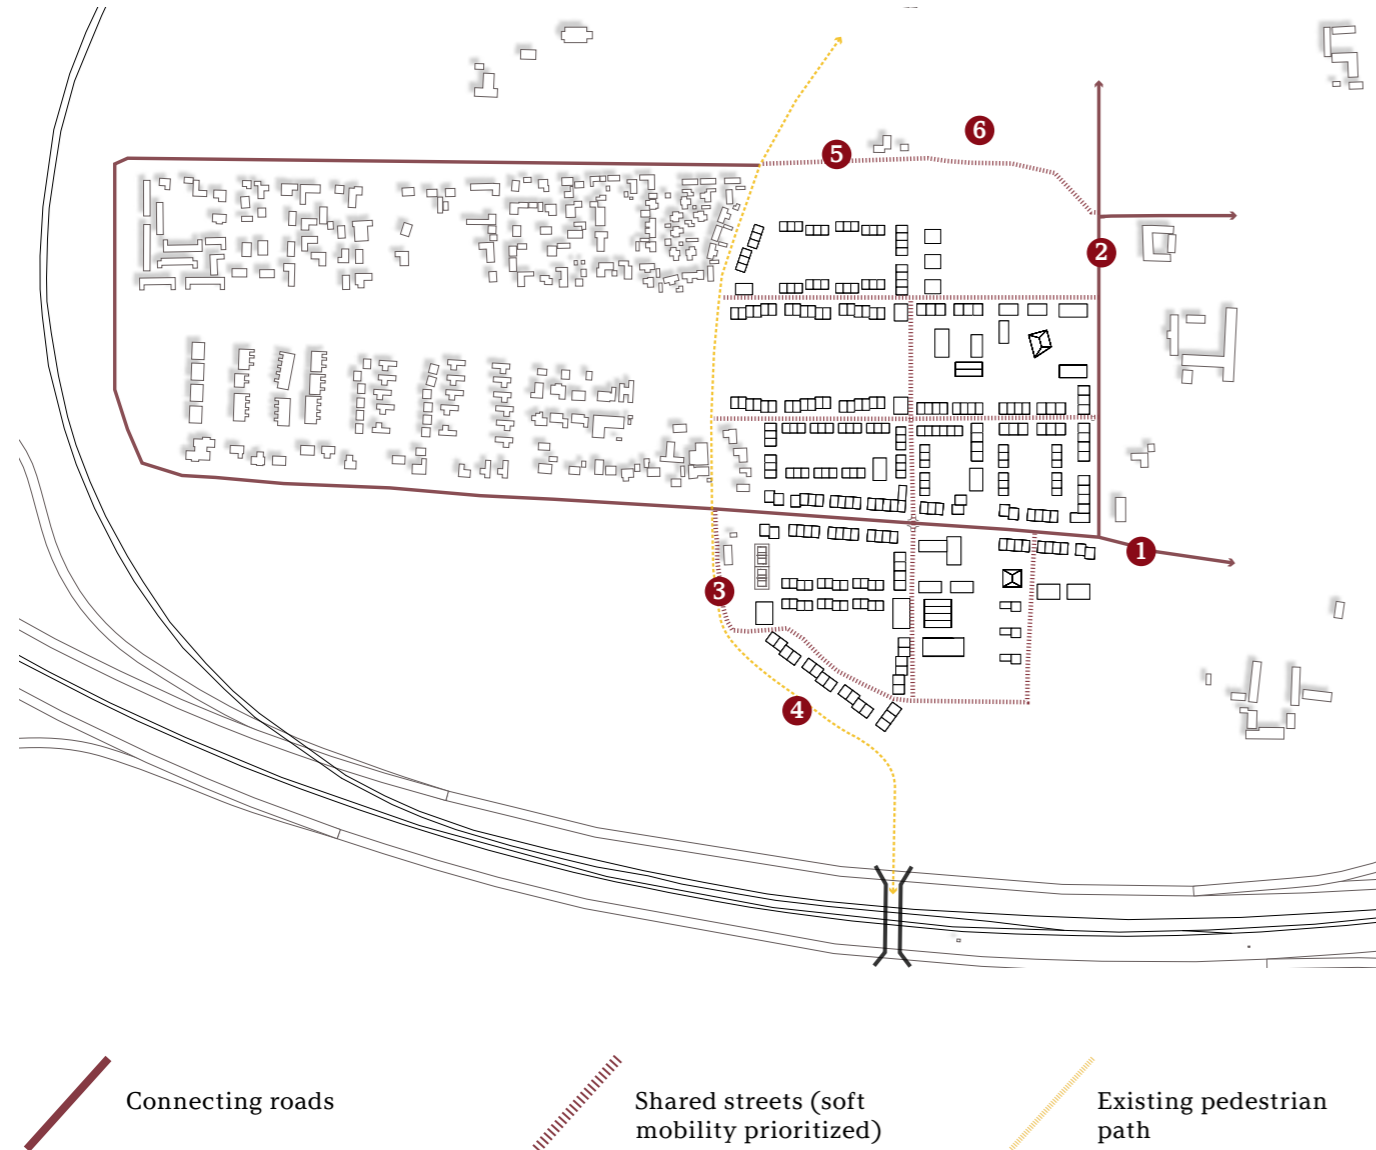 6
5
2
1
3
4
Connecting roads
Shared streets (soft
mobility prioritized)
Existing pedestrian
path